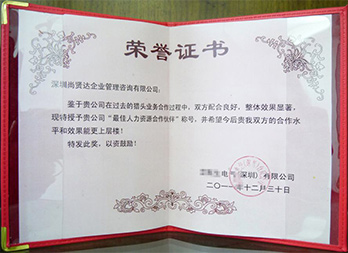 荣誉证书
深圳尚贤达企业管理咨询有限公司:
鉴于贵公司在过去的猎头业务合作过程中，双方配合良好，整体效果显著，
现特授予贵公司“最佳人力资源合作伙伴”称号，并希望今后贵我双方的合作水
平和效果能更上层楼！
特发此奖，以资鼓励！
电 （深圳）有限公司
二〇一一年十二月三十日